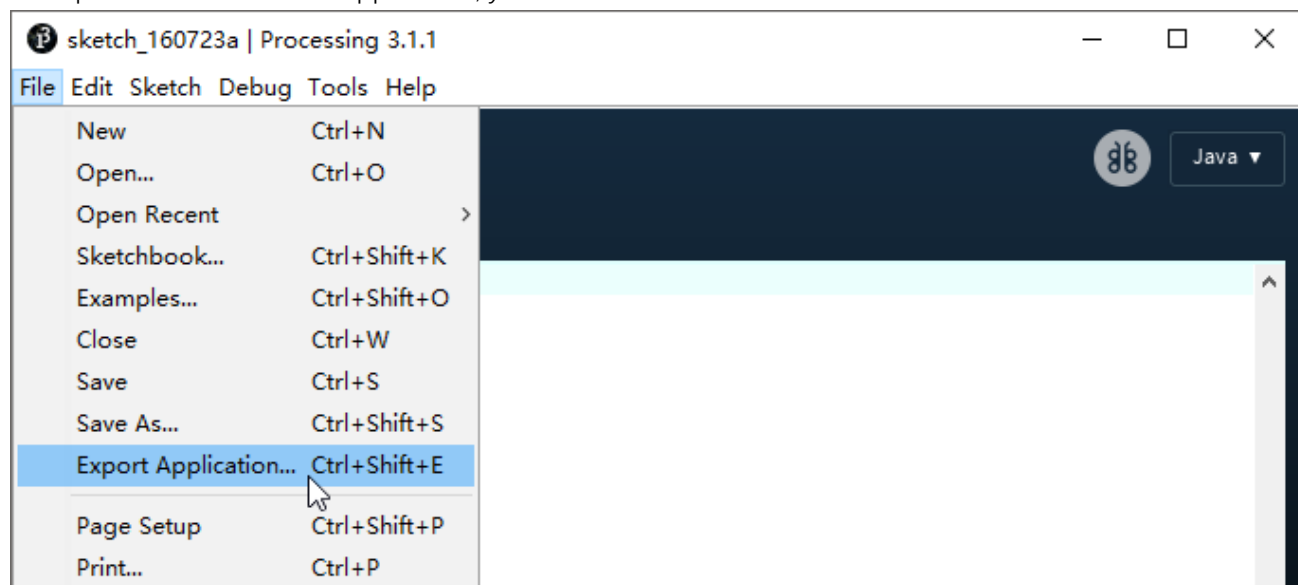 sketch_160723a | Processing 3.1.1
File Edit Sketch Debug Tools Help
New Ctrl+N
Java ▼
Open... Ctrl+O
Open Recent >
Sketchbook... Ctrl+Shift+K
Examples... Ctrl+Shift+O
Close Ctrl+W
Save Ctrl+S
Save As... Ctrl+Shift+S
Export Application... Ctrl+Shift+E
Page Setup Ctrl+Shift+P
Print... Ctrl+P